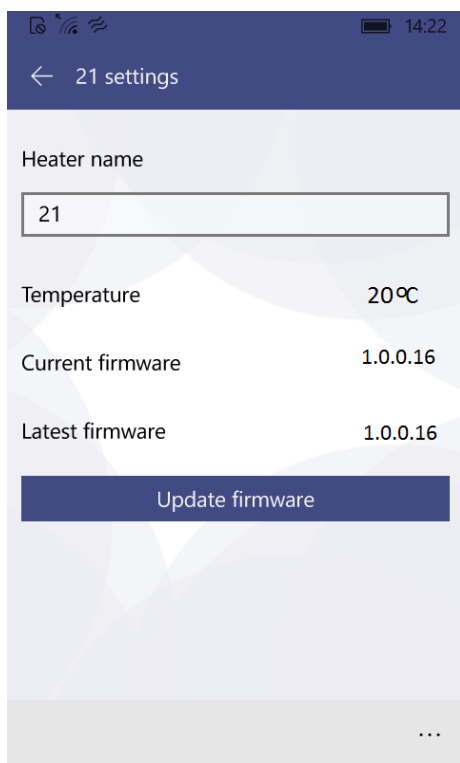 14:22
21 settings
Heater name
21
Temperature 20ºC
Current firmware 1.0.0.16
Latest firmware 1.0.0.16
Update firmware
...